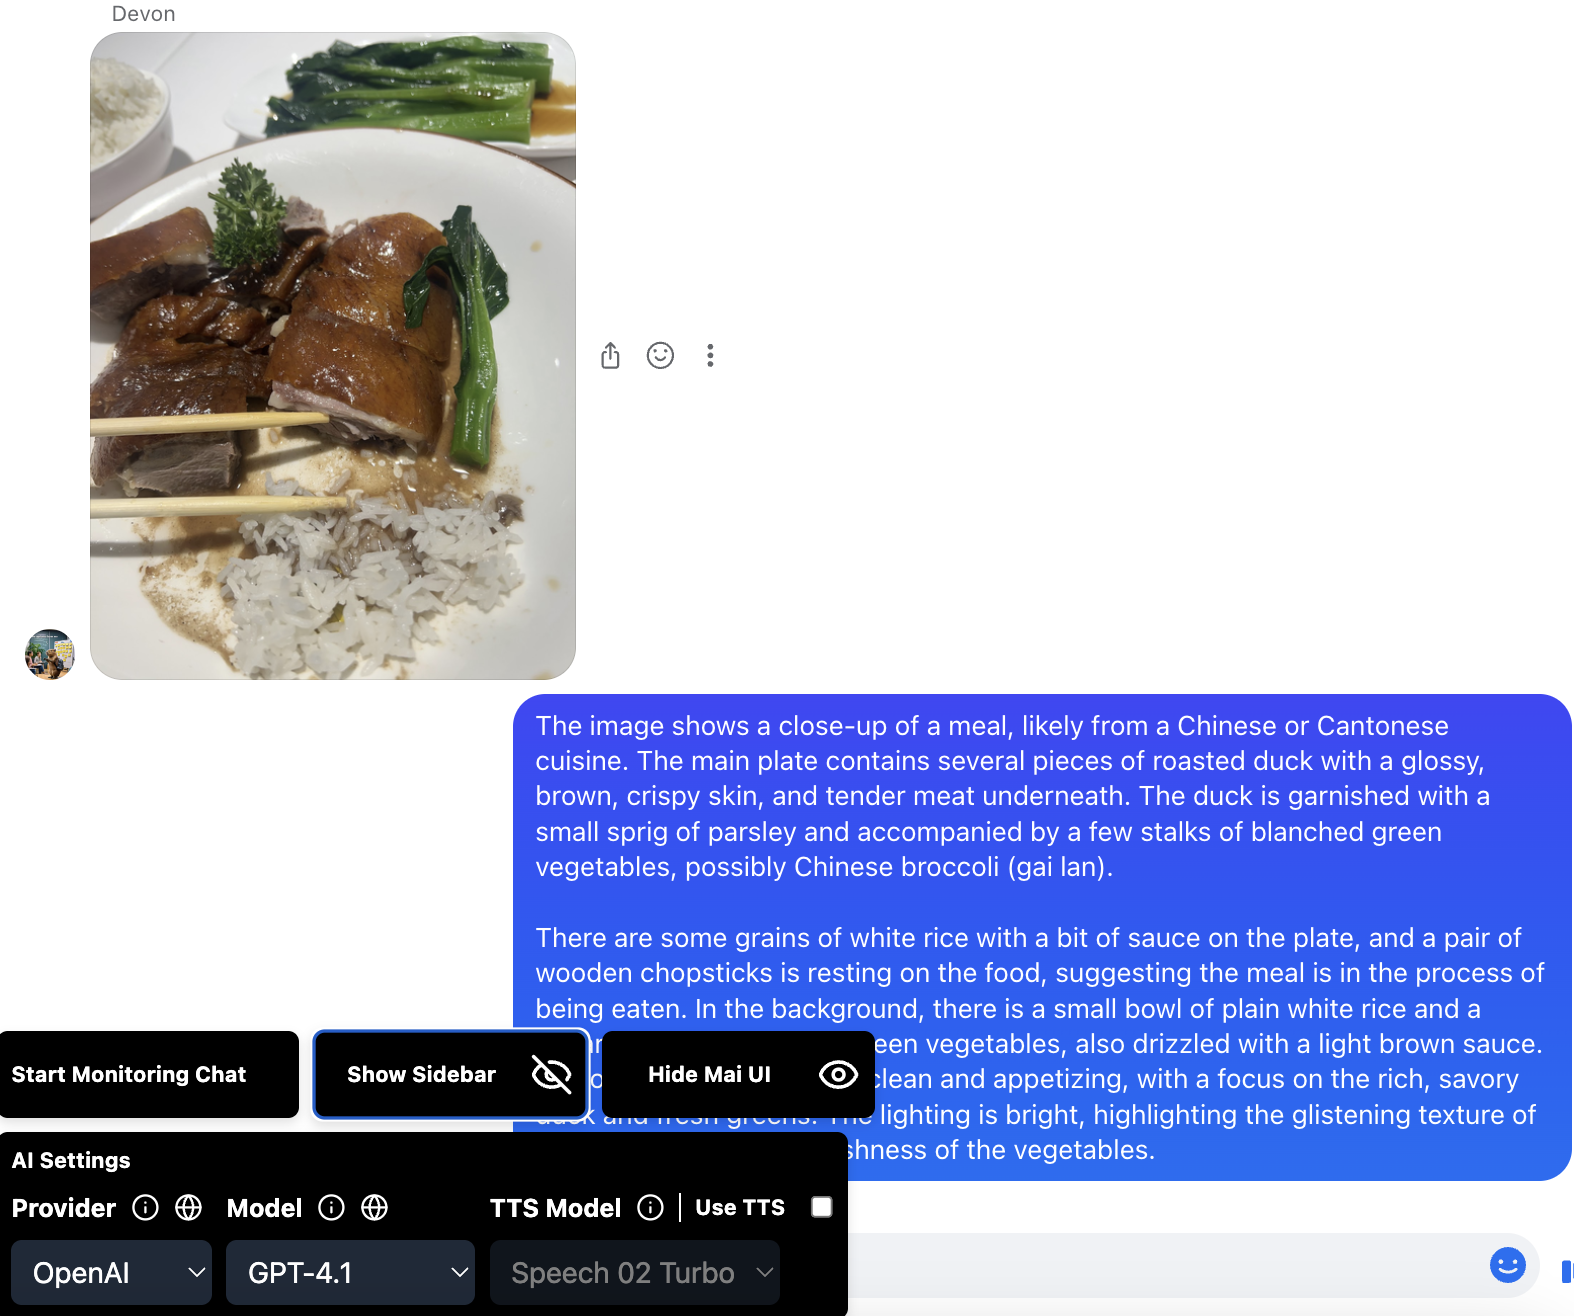 Devon
The image shows a close-up of a meal, likely from a Chinese or Cantonese
cuisine. The main plate contains several pieces of roasted duck with a glossy,
brown, crispy skin, and tender meat underneath. The duck is garnished with a
small sprig of parsley and accompanied by a few stalks of blanched green
vegetables, possibly Chinese broccoli (gai lan).
There are some grains of white rice with a bit of sauce on the plate, and a pair of
wooden chopsticks is resting on the food, suggesting the meal is in the process of
being eaten. In the background, there is a small bowl of plain white rice and a
vegetables, also drizzled with a light brown sauce.
clean and appetizing, with a focus on the rich, savory
duck and fresh greens. The lighting is bright, highlighting the glistening texture of
of the vegetables.
Start Monitoring Chat
Show Sidebar
Hide Mai UI
AI Settings
Provider
Model
TTS Model
Use TTS
OpenAI
GPT-4.1
Speech 02 Turbo